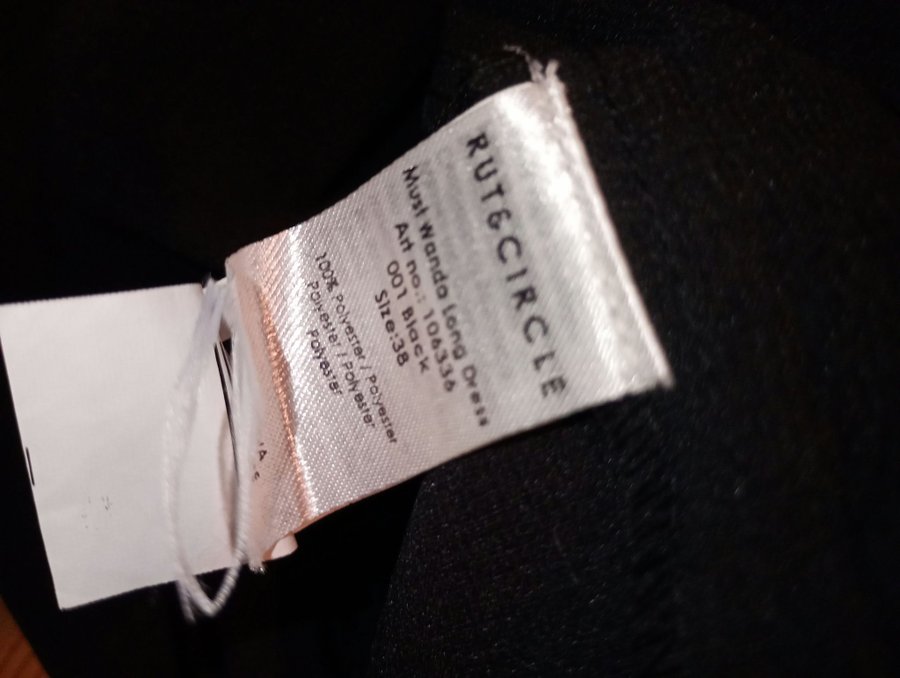 RUT&CIRCLE
Must Wanda Long Dress
Art no.: 106336
001 Black
Size:38
100% Polyester / Polyester
Polyester / Polyester
Polyester